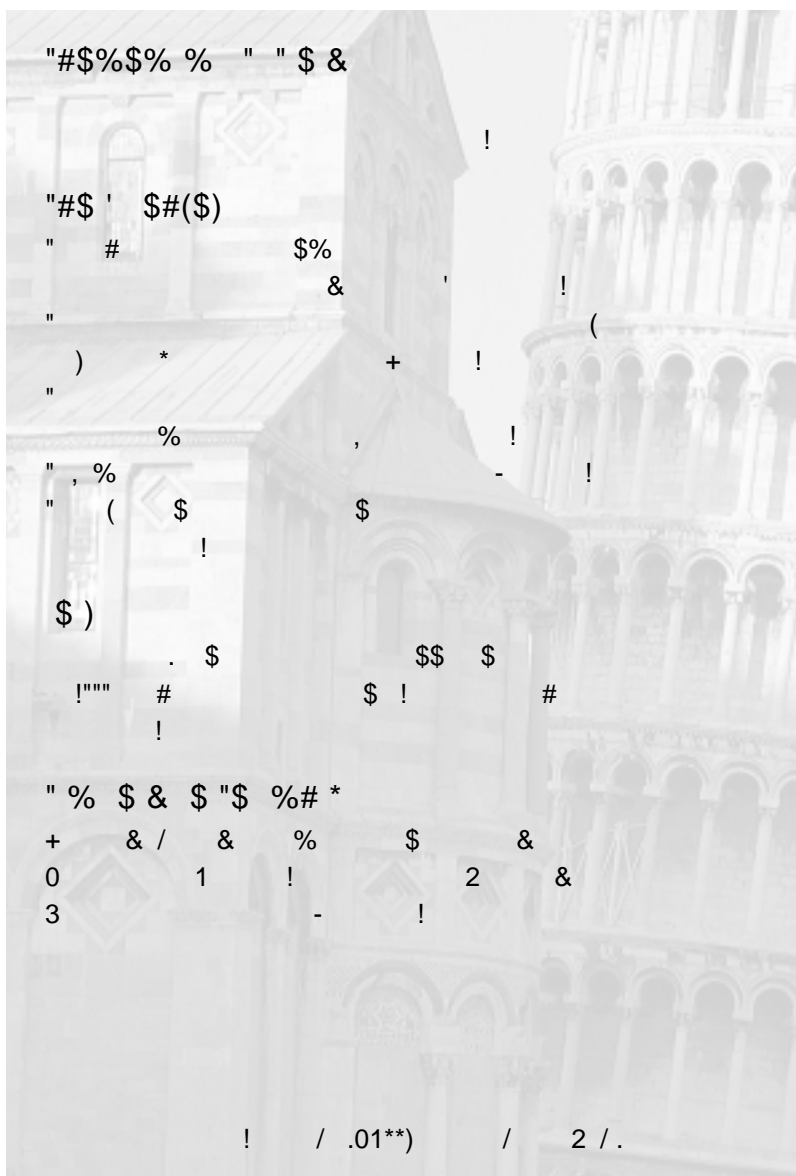 "#$%$% % " " $ &
!
"#$ ' $#($)
" # $%
& ' !
" (
) * + !
"
% , !
" , % - !
" ( $ $
!
$ )
. $ $$ $
!""" # $ ! #
!
" % $ & $ "$ %# *
+ & / & % $ &
0 1 ! 2 &
3 - !
! / .01**) / 2 / .